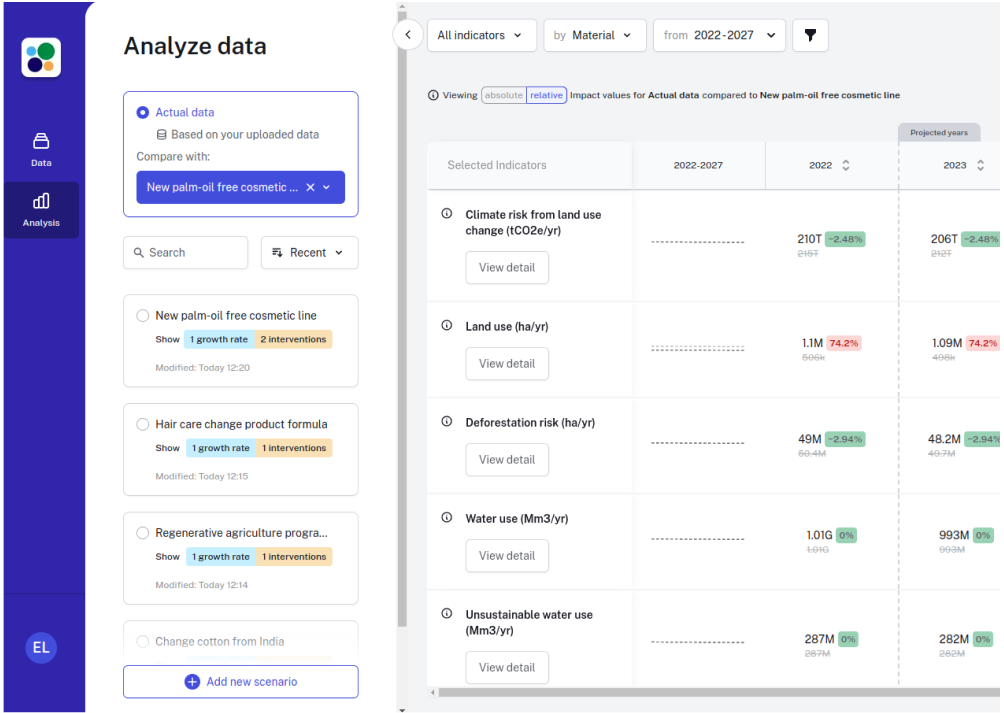 Analyze data
Data
Analysis
EL
Actual data
Based on your uploaded data
Compare with:
New palm-oil free cosmetic ...
Search
Recent
New palm-oil free cosmetic line
Show 1 growth rate 2 interventions
Modified: Today 12:20
Hair care change product formula
Show 1 growth rate 1 interventions
Modified: Today 12:15
Regenerative agriculture progra...
Show 1 growth rate 1 interventions
Modified: Today 12:14
Change cotton from India
Add new scenario
All indicators by Material from 2022-2027
Viewing absolute relative Impact values for Actual data compared to New palm-oil free cosmetic line
Projected years
Selected Indicators 2022-2027 2022 2023
Climate risk from land use
change (tCO2e/yr)
View detail
210T -2.48% 206T -2.48%
215T 212T
Land use (ha/yr)
View detail
1.1M 74.2% 1.09M 74.2%
506k 498k
Deforestation risk (ha/yr)
View detail
49M -2.94% 48.2M -2.94%
50.4M 49.7M
Water use (Mm3/yr)
View detail
1.01G 0% 993M 0%
1.01G 993M
Unsustainable water use
(Mm3/yr)
View detail
287M 0% 282M 0%
287M 282M